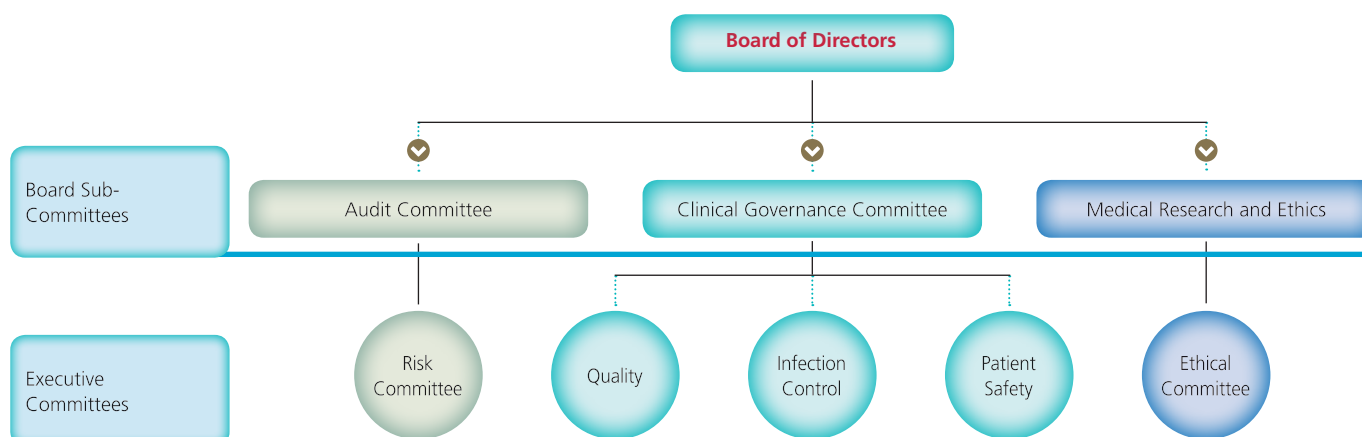 Board of Directors
Board Sub-
Committees
Audit Committee
Clinical Governance Committee
Medical Research and Ethics
Executive
Committees
Risk
Committee
Quality
Infection
Control
Patient
Safety
Ethical
Committee